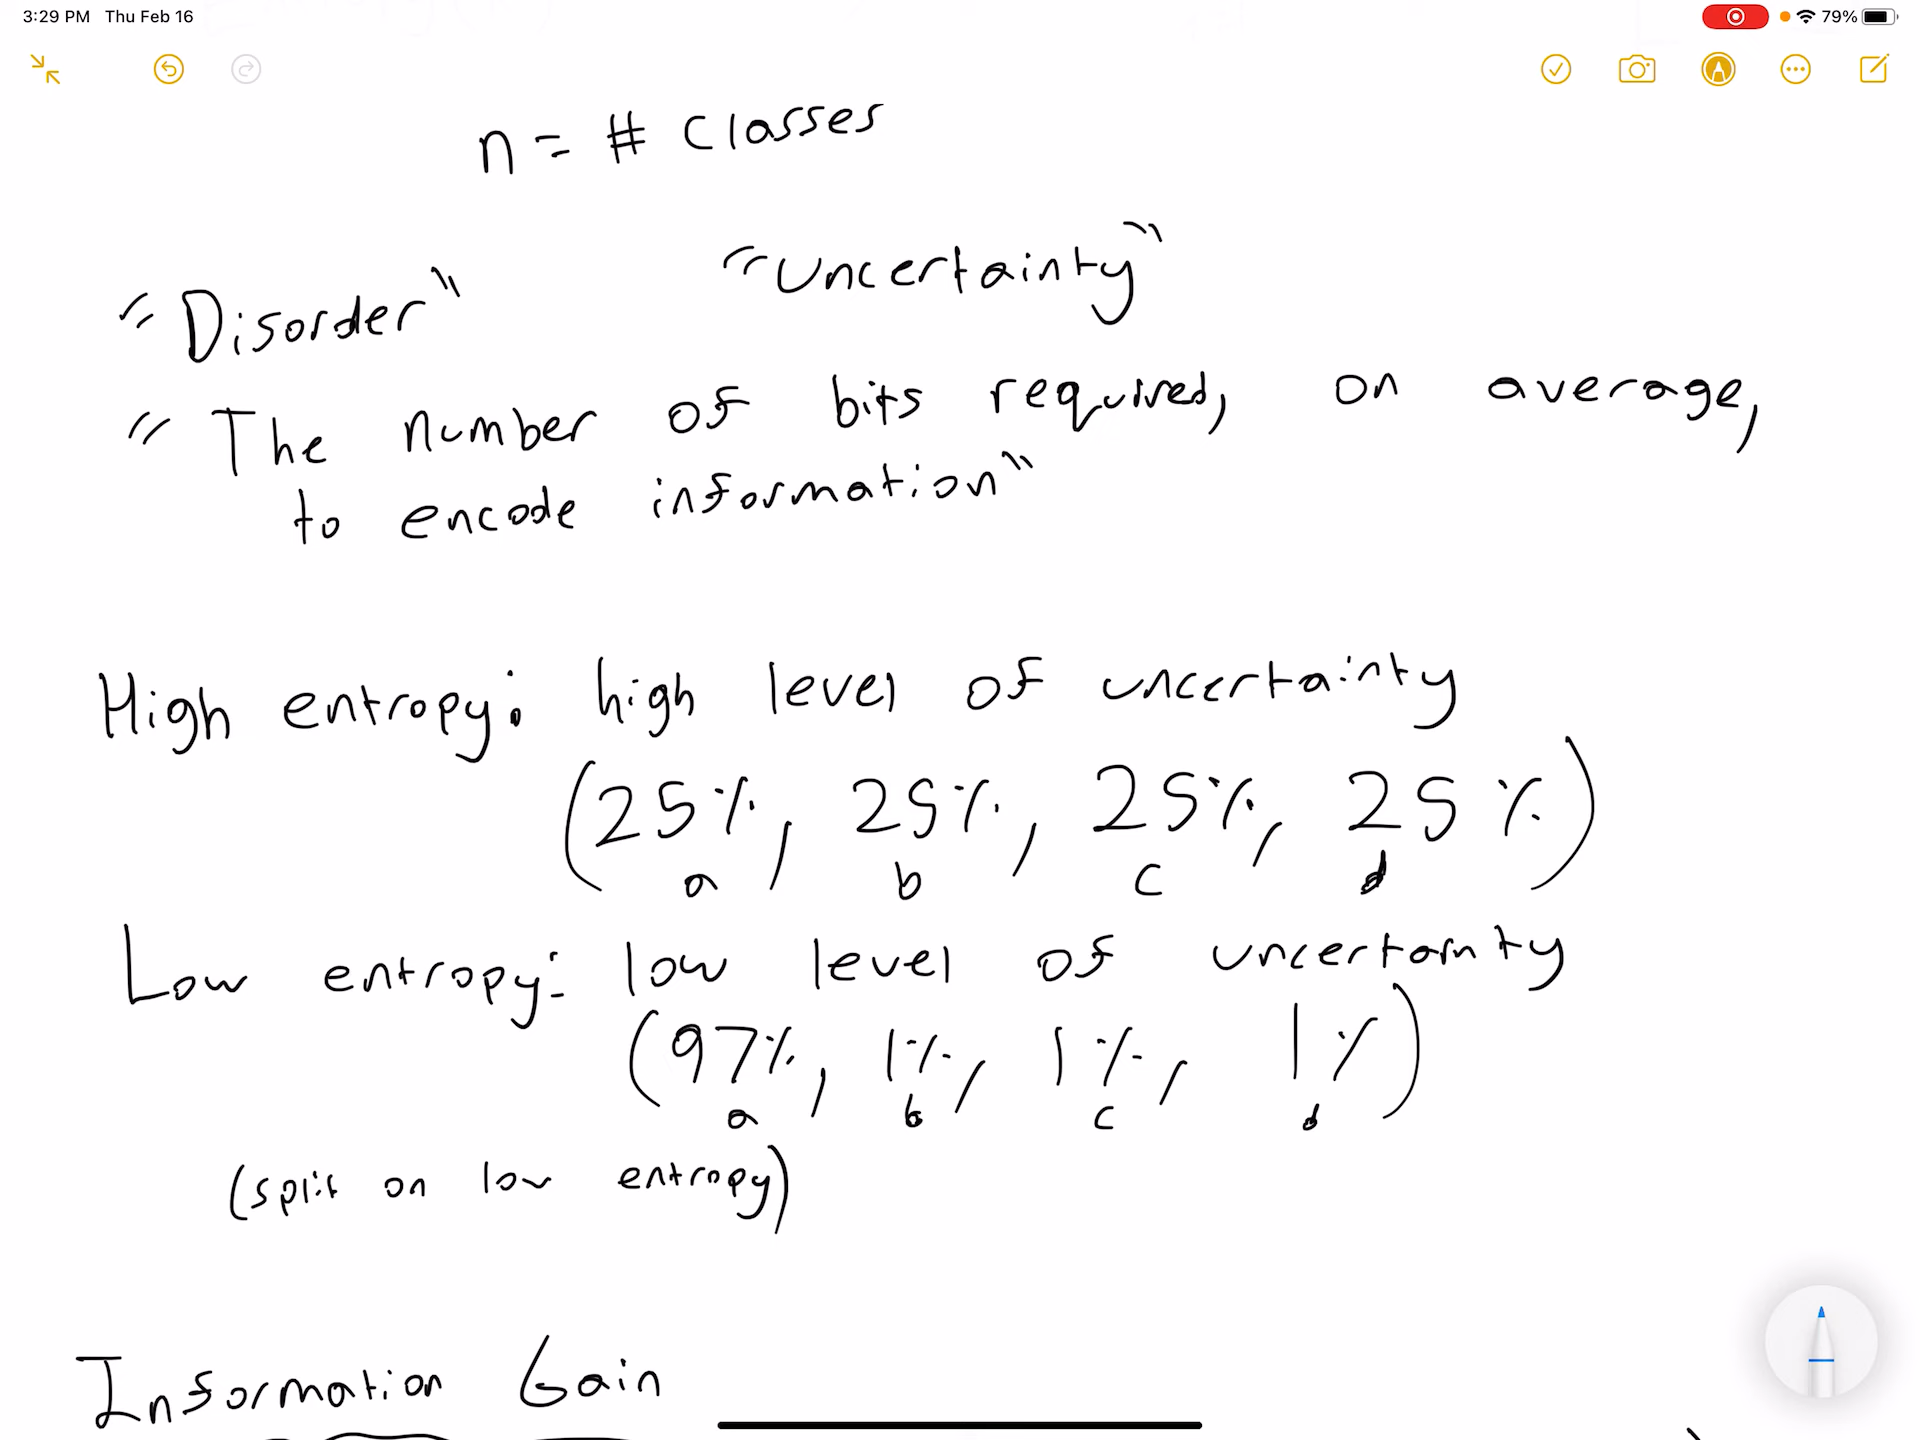 3:29 PM Thu Feb 16 79%
n = # classes
"Disorder" "Uncertainty"
"The number of bits required, on average,
to encode information"
High entropy: high level of uncertainty
(25%, 25%, 25%, 25%)
a b c d
Low entropy: low level of uncertainty
(97%, 1%, 1%, 1%)
a b c d
(split on low entropy)
Information Gain